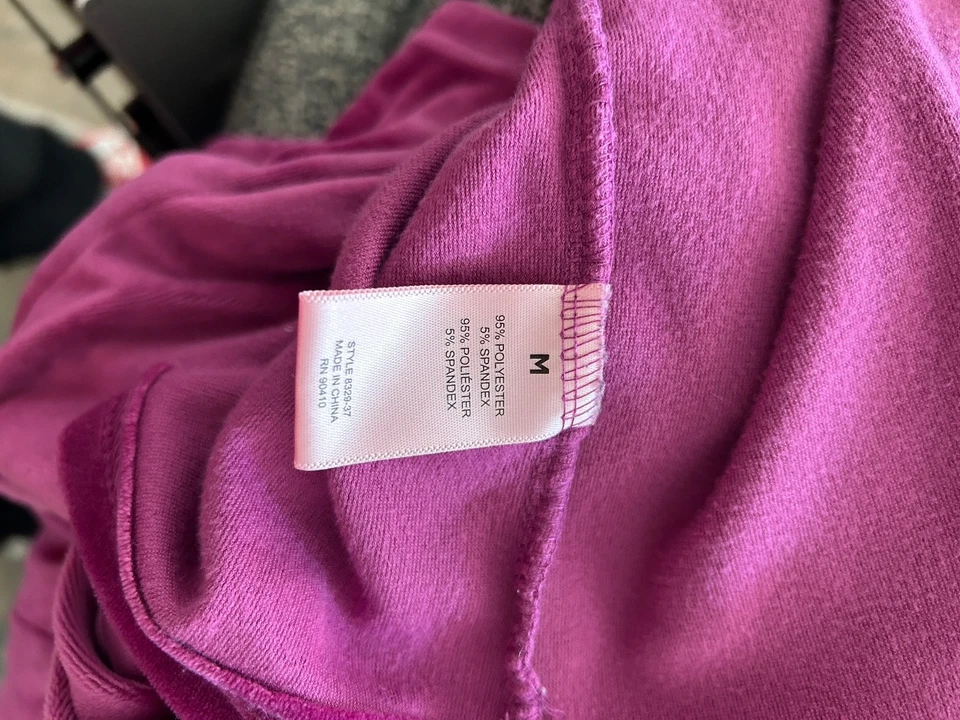 M
95% POLYESTER
5% SPANDEX
95% POLIÉSTER
5% SPANDEX
STYLE 8329-37
MADE IN CHINA
RN 90410